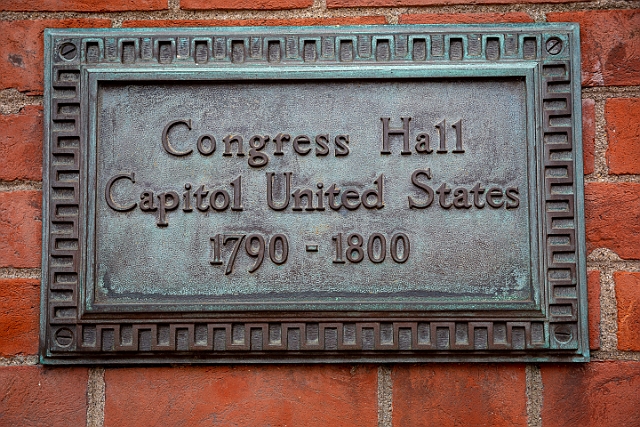 Congress Hall
Capitol United States
1790 - 1800